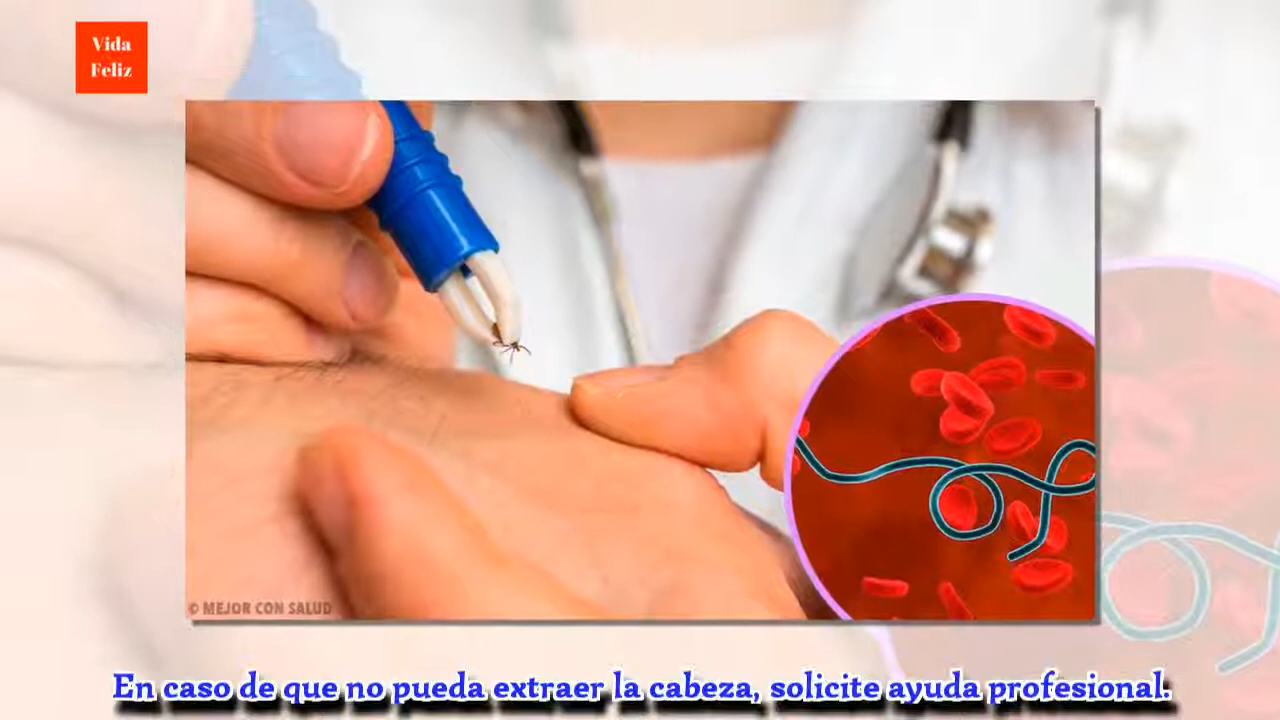 Vida
Feliz
© MEJOR CON SALUD
En caso de que no pueda extraer la cabeza, solicite ayuda profesional.